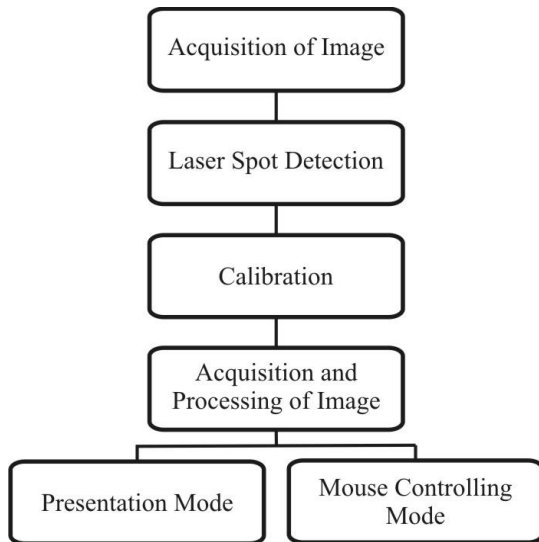 Acquisition of Image
Laser Spot Detection
Calibration
Acquisition and
Processing of Image
Presentation Mode
Mouse Controlling
Mode